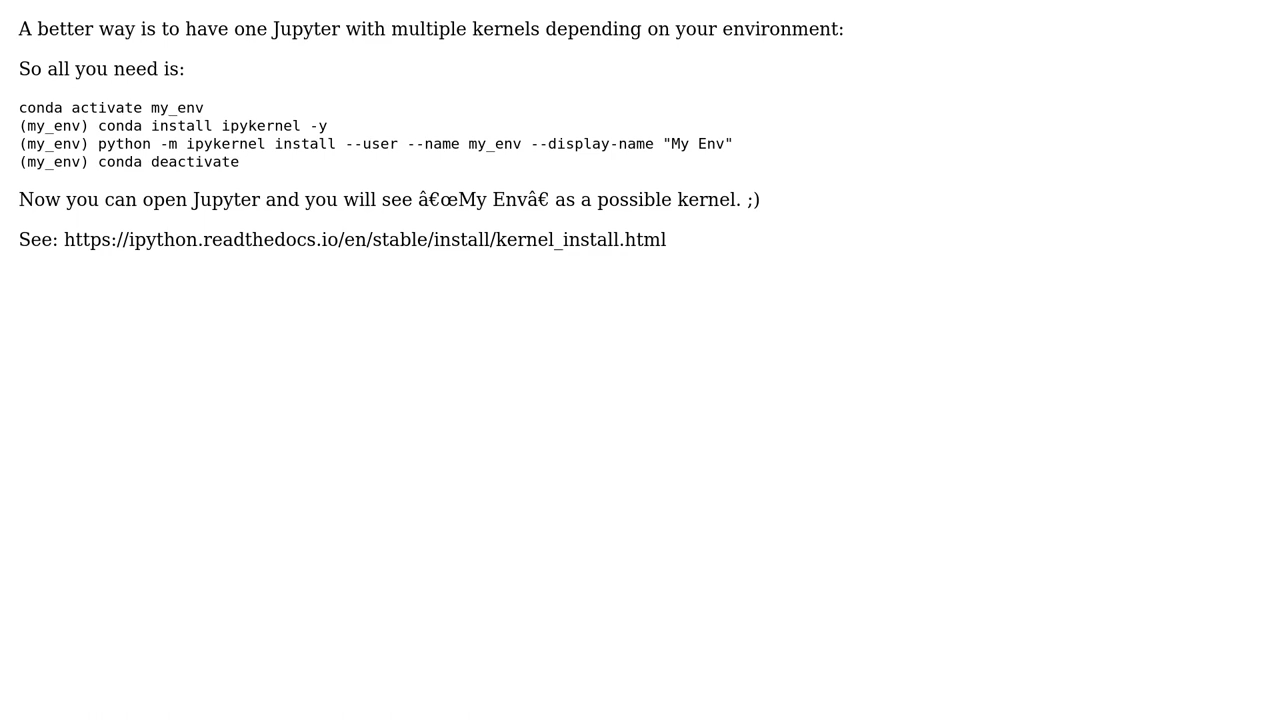 A better way is to have one Jupyter with multiple kernels depending on your environment:
So all you need is:
conda activate my_env
(my_env) conda install ipykernel -y
(my_env) python -m ipykernel install --user --name my_env --display-name "My Env"
(my_env) conda deactivate
Now you can open Jupyter and you will see â€œMy Envâ€ as a possible kernel. ;)
See: https://ipython.readthedocs.io/en/stable/install/kernel_install.html